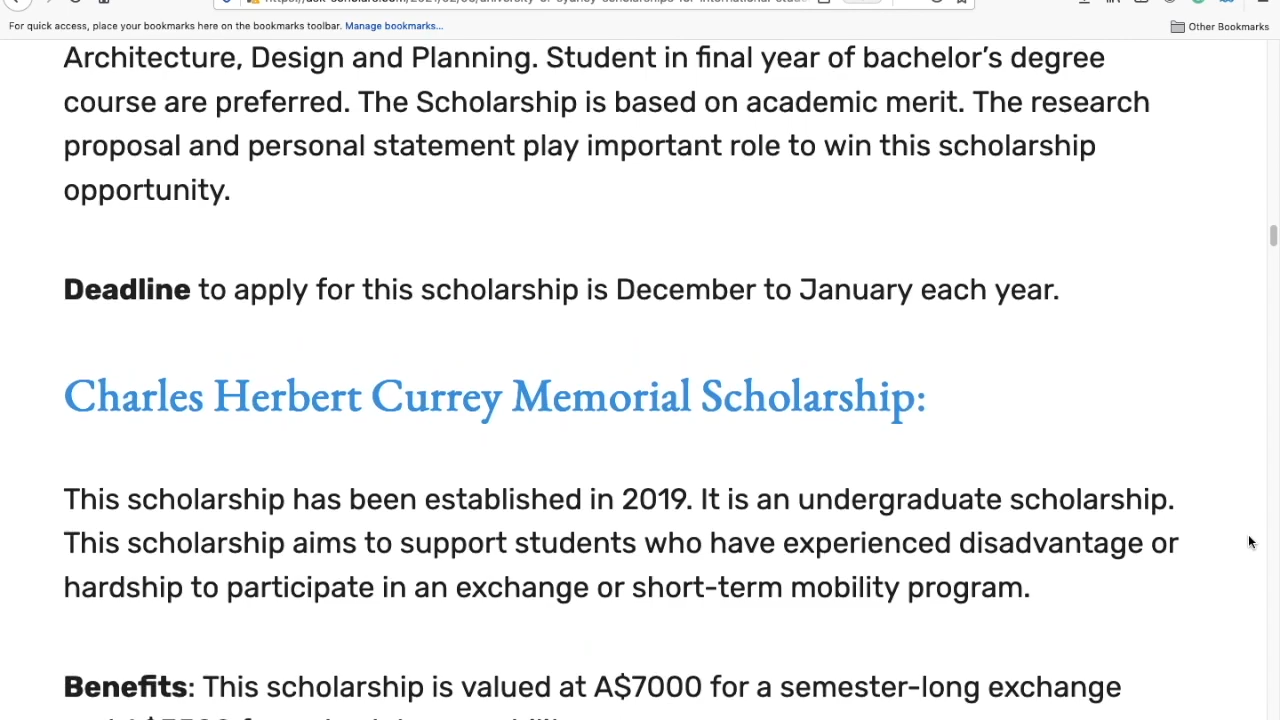 For quick access, place your bookmarks here on the bookmarks toolbar. Manage bookmarks...
Other Bookmarks
Architecture, Design and Planning. Student in final year of bachelor’s degree
course are preferred. The Scholarship is based on academic merit. The research
proposal and personal statement play important role to win this scholarship
opportunity.
Deadline to apply for this scholarship is December to January each year.
Charles Herbert Currey Memorial Scholarship:
This scholarship has been established in 2019. It is an undergraduate scholarship.
This scholarship aims to support students who have experienced disadvantage or
hardship to participate in an exchange or short-term mobility program.
Benefits: This scholarship is valued at A$7000 for a semester-long exchange